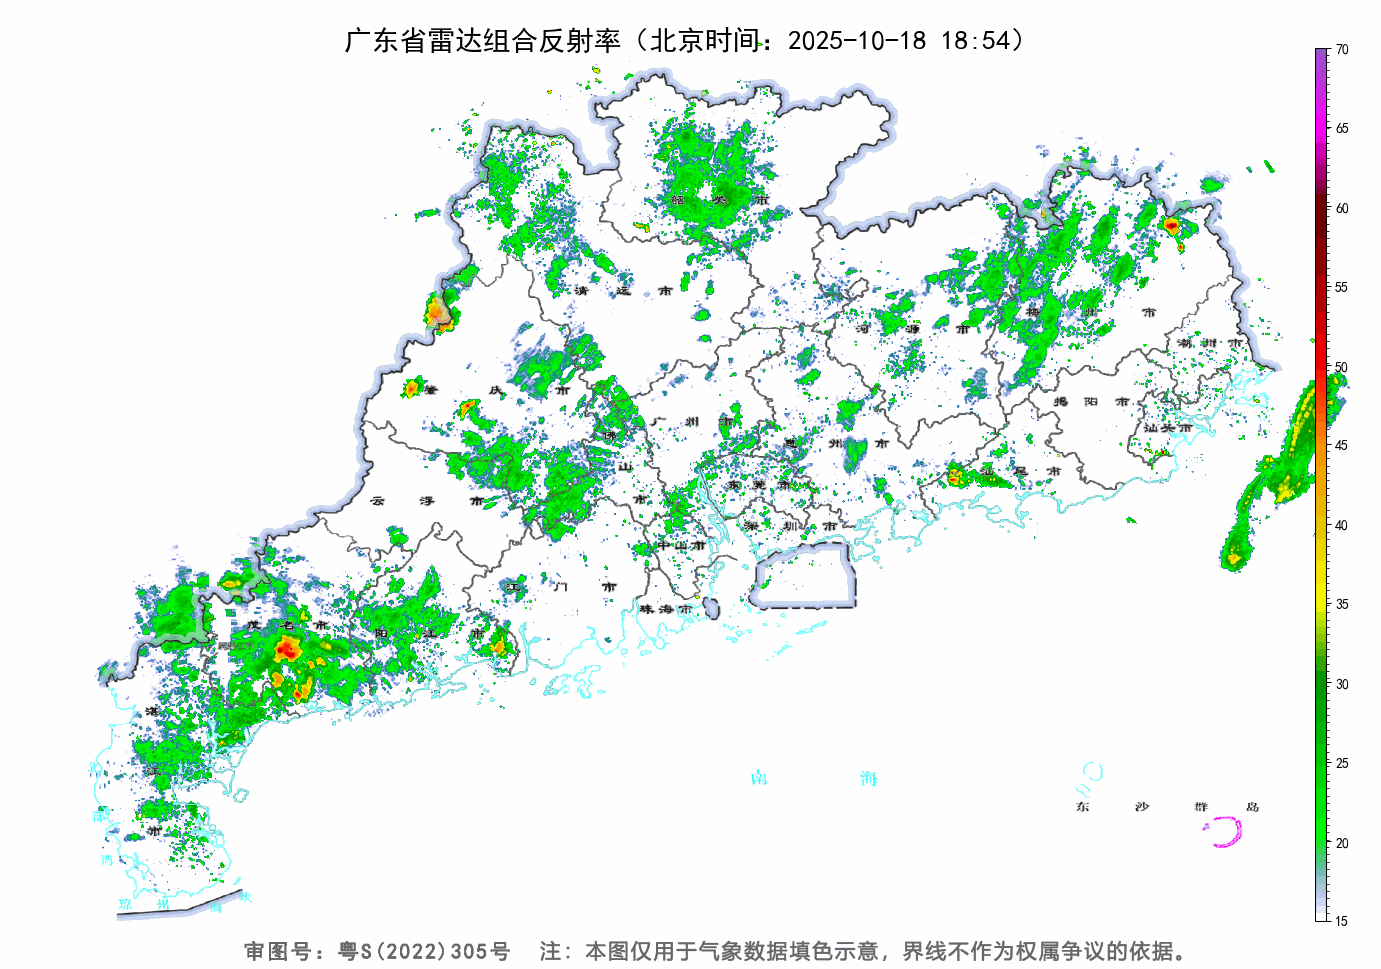 广东省雷达组合反射率（北京时间：2025-10-18 18:54）
70
65
60
55
50
45
40
35
30
25
20
15
韶关市
清远市
河源市
梅州市
潮州市
肇庆市
揭阳市
汕头市
广州市
惠州市
佛山市
汕尾市
云浮市
东莞市
深圳市
中山市
江门市
珠海市
茂名市
阳江市
湛江市
南海
东沙群岛
琼州海峡
审图号：粤S(2022)305号 注：本图仅用于气象数据填色示意，界线不作为权属争议的依据。